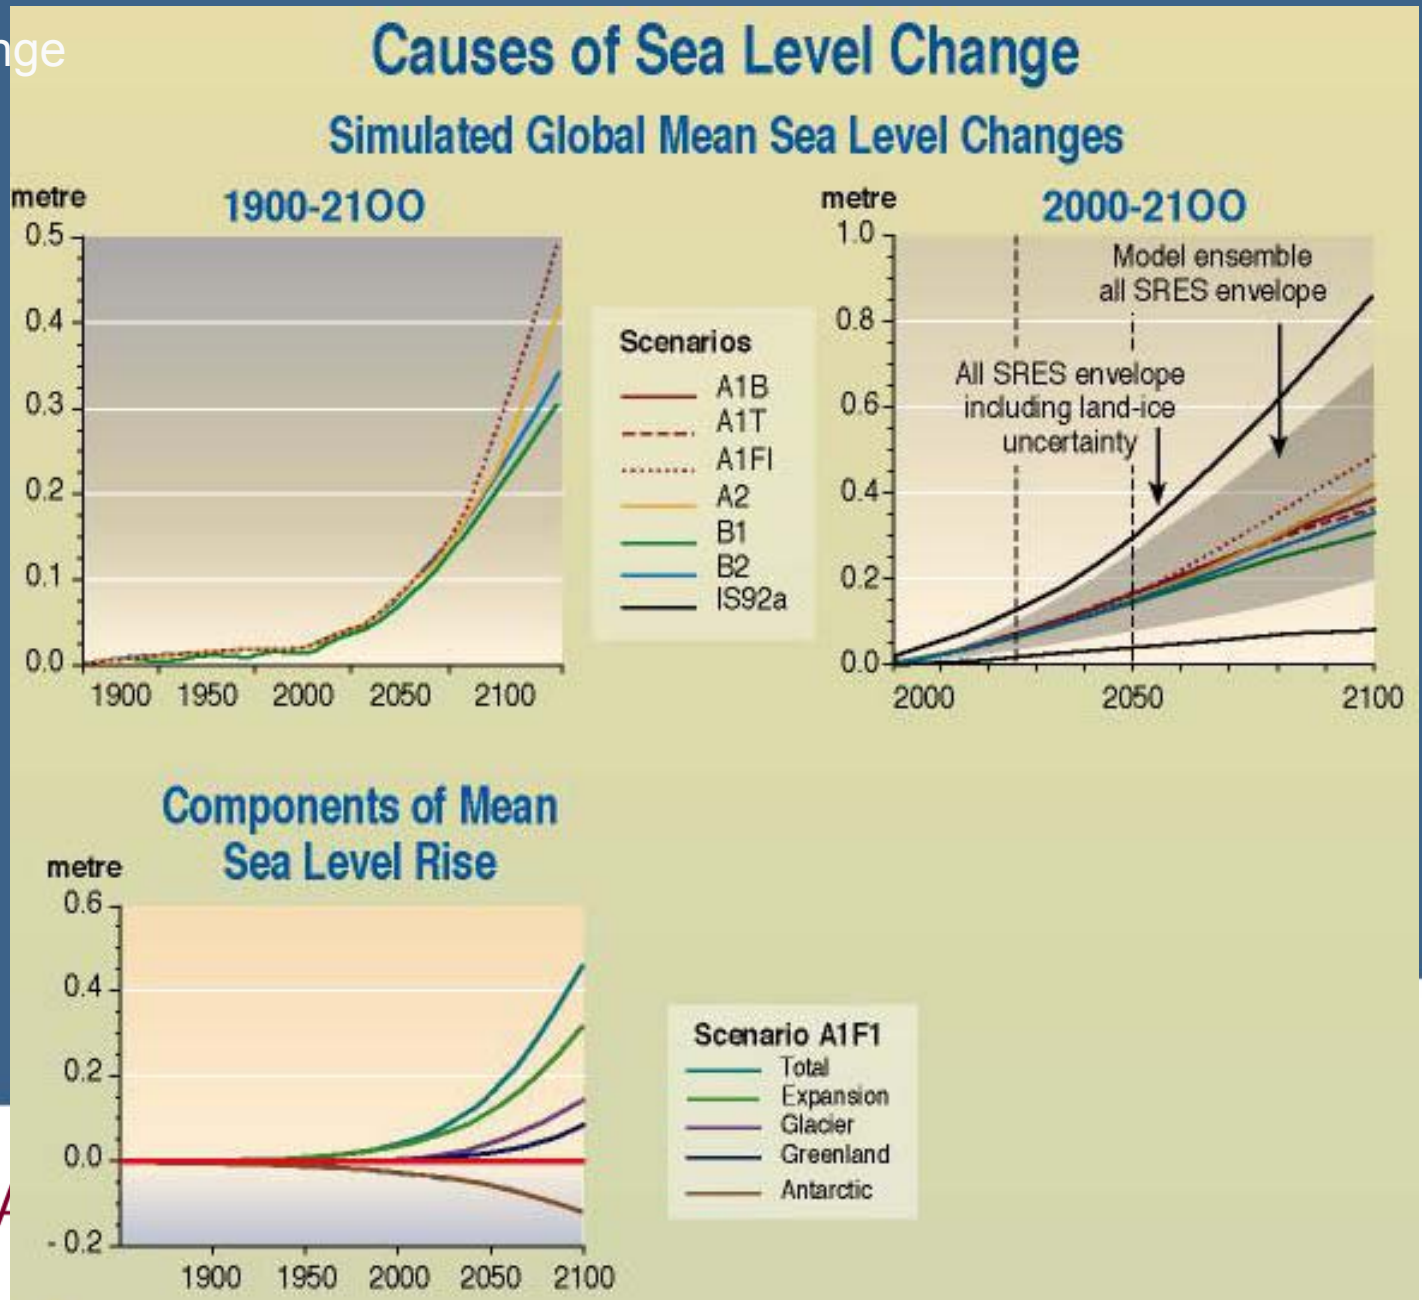 nge
Causes of Sea Level Change
Simulated Global Mean Sea Level Changes
metre
1900-2100
0.5
0.4
0.3
0.2
0.1
0.0
1900 1950 2000 2050 2100
Scenarios
A1B
A1T
A1FI
A2
B1
B2
IS92a
metre
2000-2100
1.0
0.8
0.6
0.4
0.2
0.0
Model ensemble
all SRES envelope
All SRES envelope
including land-ice
uncertainty
2000 2050 2100
Components of Mean
Sea Level Rise
metre
0.6
0.4
0.2
0.0
- 0.2
1900 1950 2000 2050 2100
Scenario A1F1
Total
Expansion
Glacier
Greenland
Antarctic